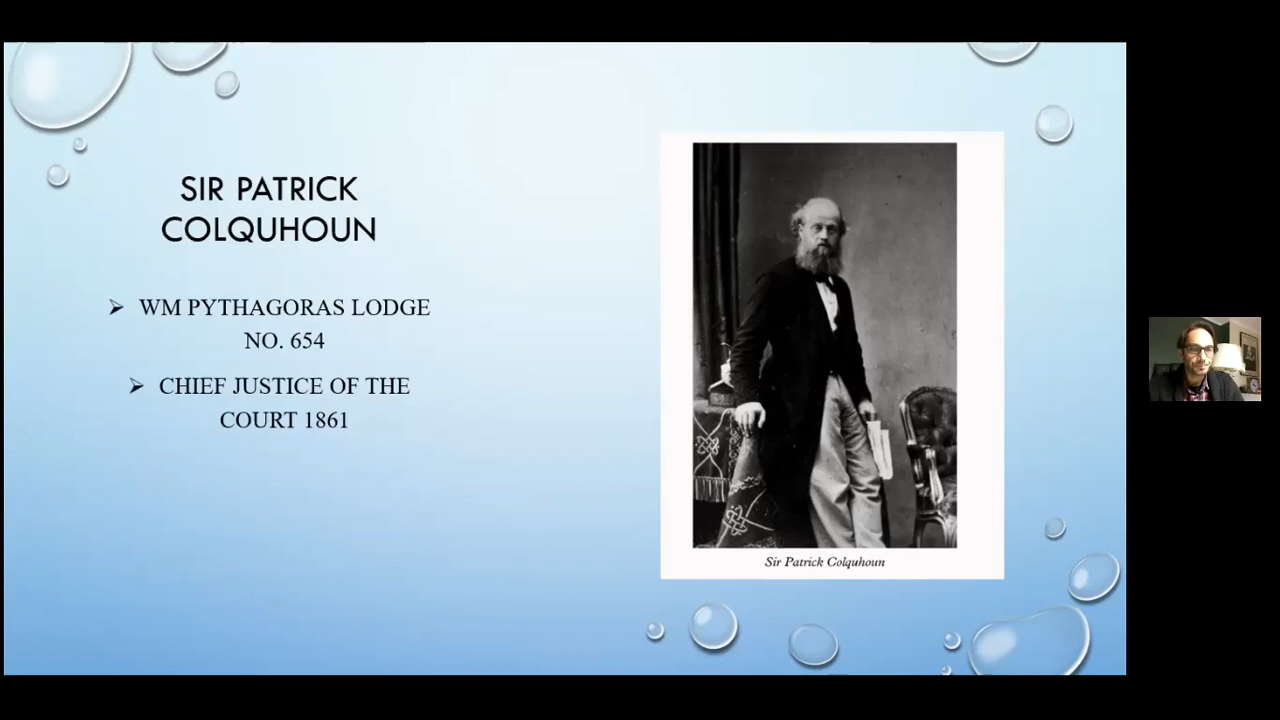 SIR PATRICK
COLQUHOUN
➢ WM PYTHAGORAS LODGE
NO. 654
➢ CHIEF JUSTICE OF THE
COURT 1861
Sir Patrick Colquhoun